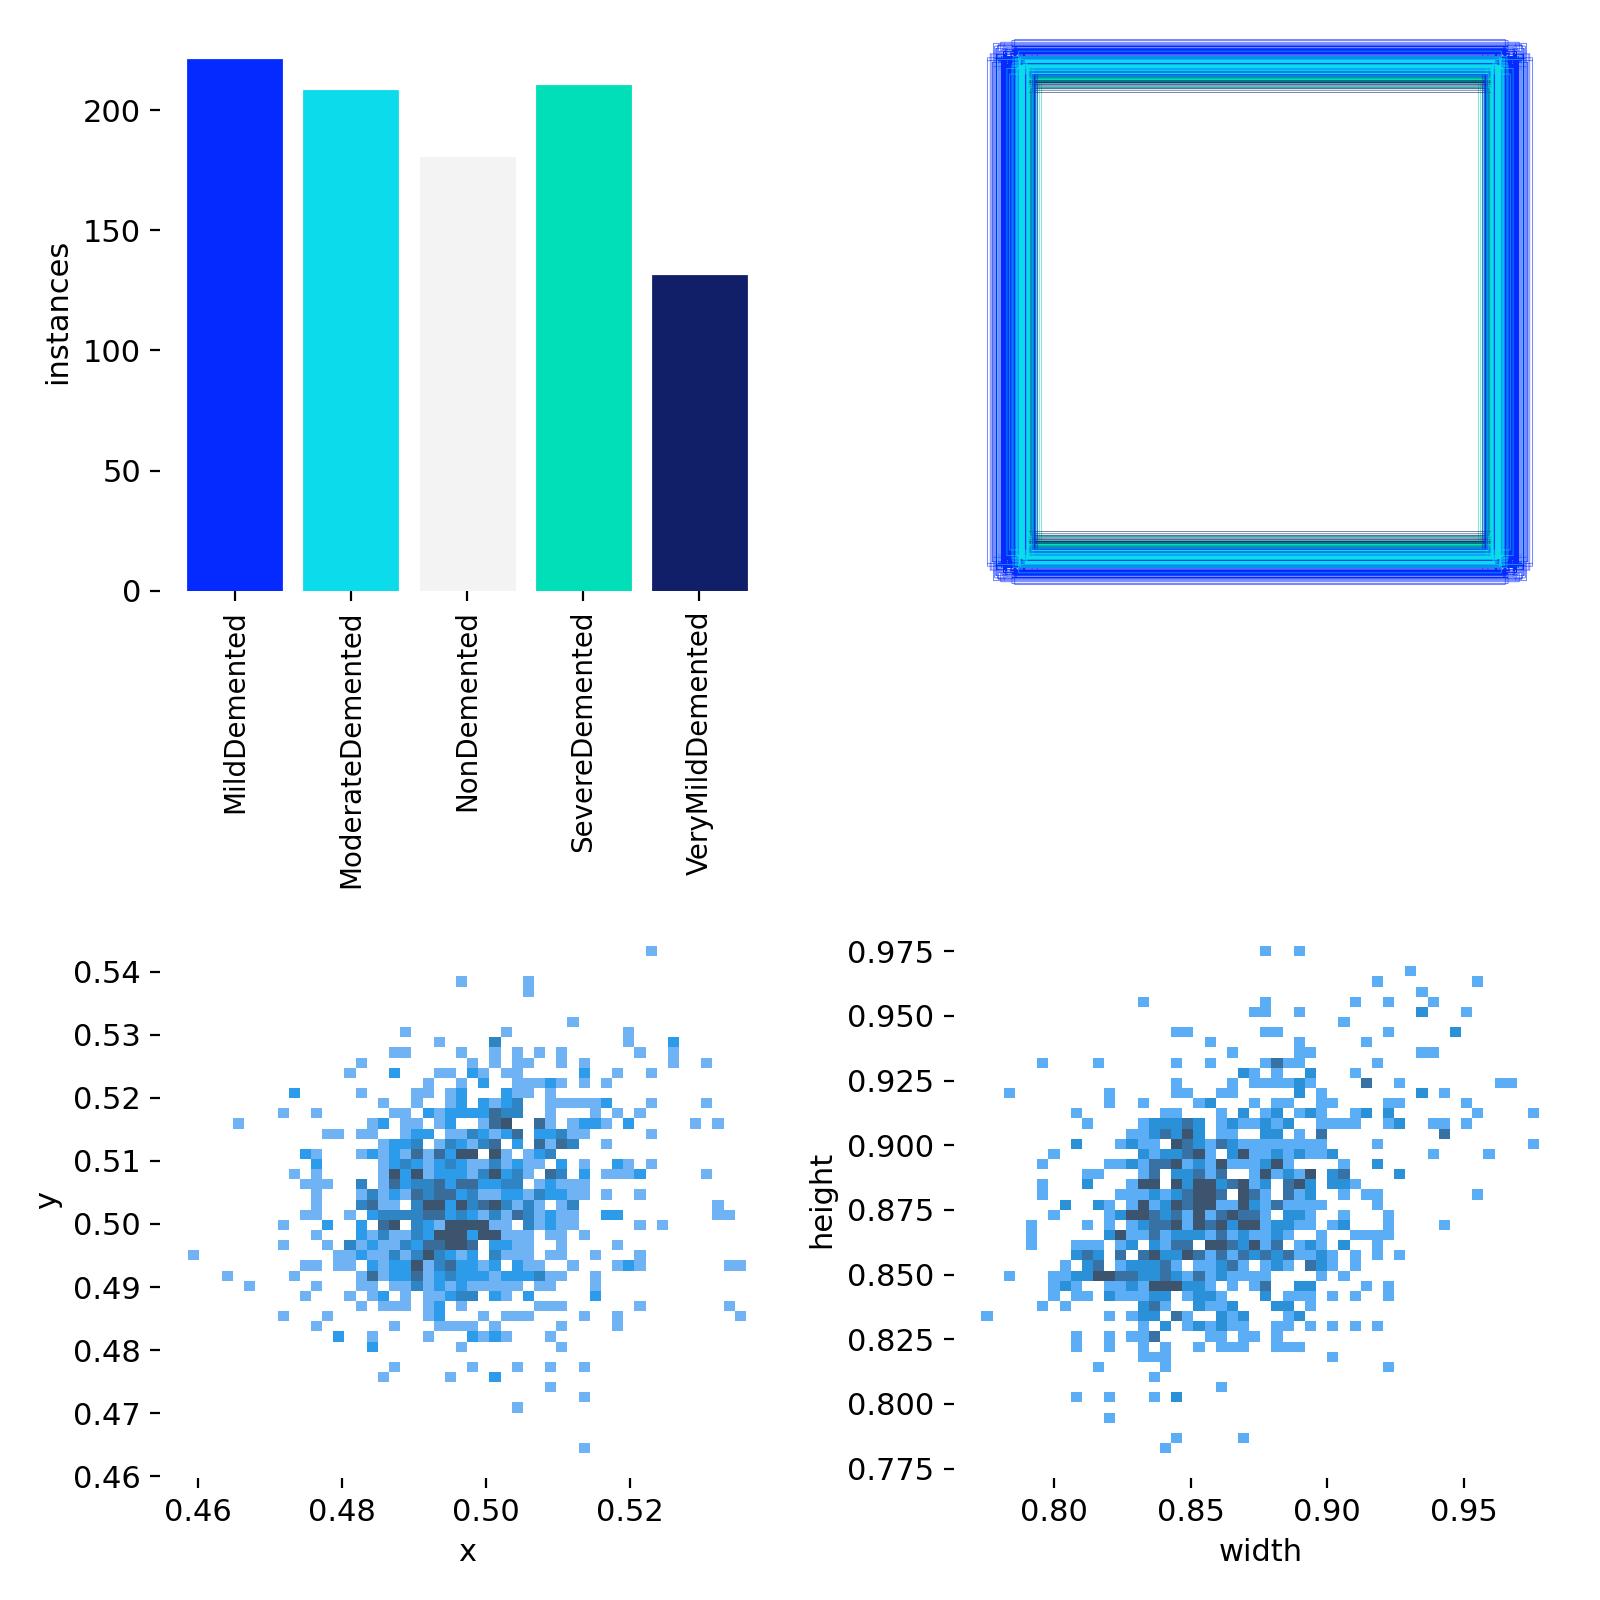 instances
200
150
100
50
0
MildDemented
ModerateDemented
NonDemented
SevereDemented
VeryMildDemented
y
0.54
0.53
0.52
0.51
0.50
0.49
0.48
0.47
0.46
0.46 0.48 0.50 0.52
x
height
0.975
0.950
0.925
0.900
0.875
0.850
0.825
0.800
0.775
0.80 0.85 0.90 0.95
width